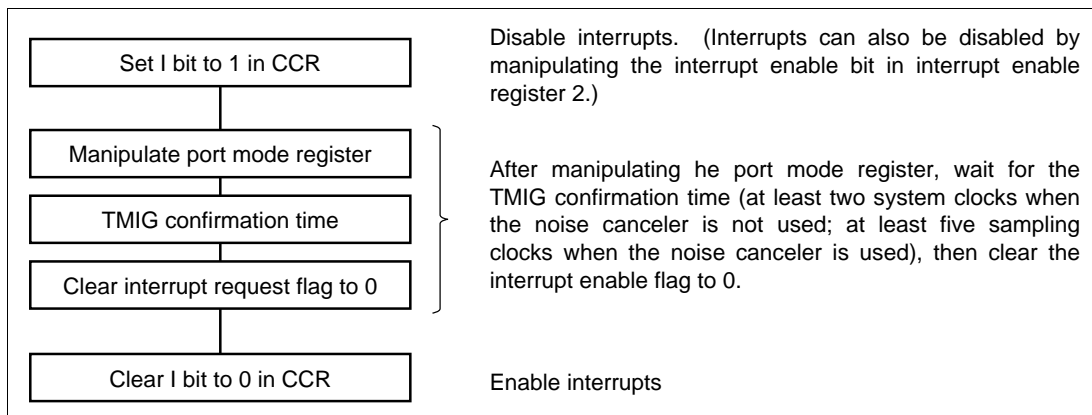 Set I bit to 1 in CCR
Disable interrupts. (Interrupts can also be disabled by
manipulating the interrupt enable bit in interrupt enable
register 2.)
Manipulate port mode register
TMIG confirmation time
Clear interrupt request flag to 0
After manipulating he port mode register, wait for the
TMIG confirmation time (at least two system clocks when
the noise canceler is not used; at least five sampling
clocks when the noise canceler is used), then clear the
interrupt enable flag to 0.
Clear I bit to 0 in CCR
Enable interrupts